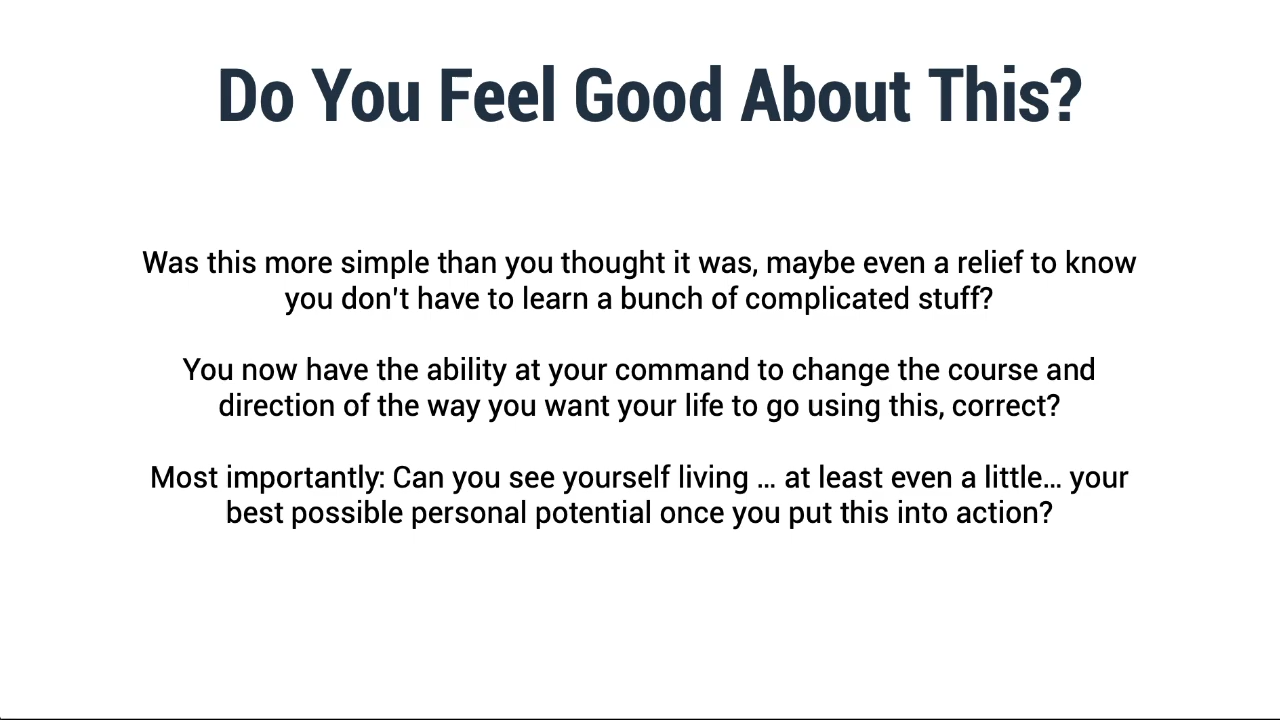 Do You Feel Good About This?
Was this more simple than you thought it was, maybe even a relief to know
you don't have to learn a bunch of complicated stuff?
You now have the ability at your command to change the course and
direction of the way you want your life to go using this, correct?
Most importantly: Can you see yourself living ... at least even a little... your
best possible personal potential once you put this into action?